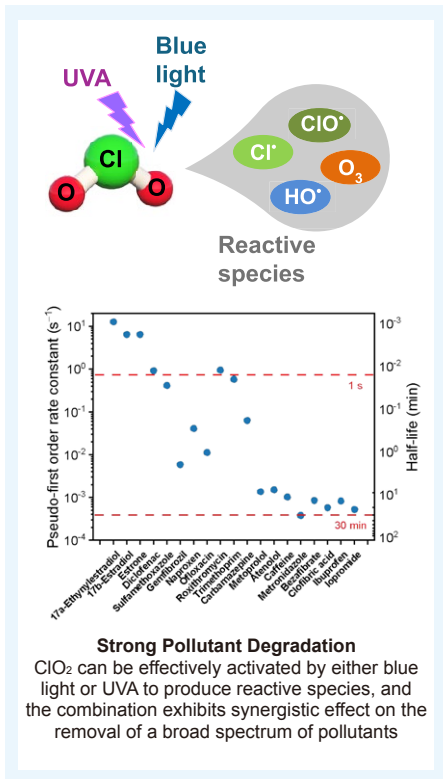 Blue
light
UVA
Cl
O
O
ClO•
Cl•
O3
HO•
Reactive
species
Pseudo-first order rate constant (s⁻¹)
10¹
10⁰
10⁻¹
10⁻²
10⁻³
10⁻⁴
1 s
30 min
10⁻³
10⁻²
10⁻¹
10⁰
10¹
10²
Half-life (min)
17a-Ethynylestradiol
17b-Estradiol
Estrone
Diclofenac
Sulfamethoxazole
Gemfibrozil
Naproxen
Ofloxacin
Roxithromycin
Trimethoprim
Carbamazepine
Metoprolol
Atenolol
Caffeine
Metronidazole
Bezafibrate
Clofibric acid
Ibuprofen
Iopromide
Strong Pollutant Degradation
ClO₂ can be effectively activated by either blue
light or UVA to produce reactive species, and
the combination exhibits synergistic effect on the
removal of a broad spectrum of pollutants